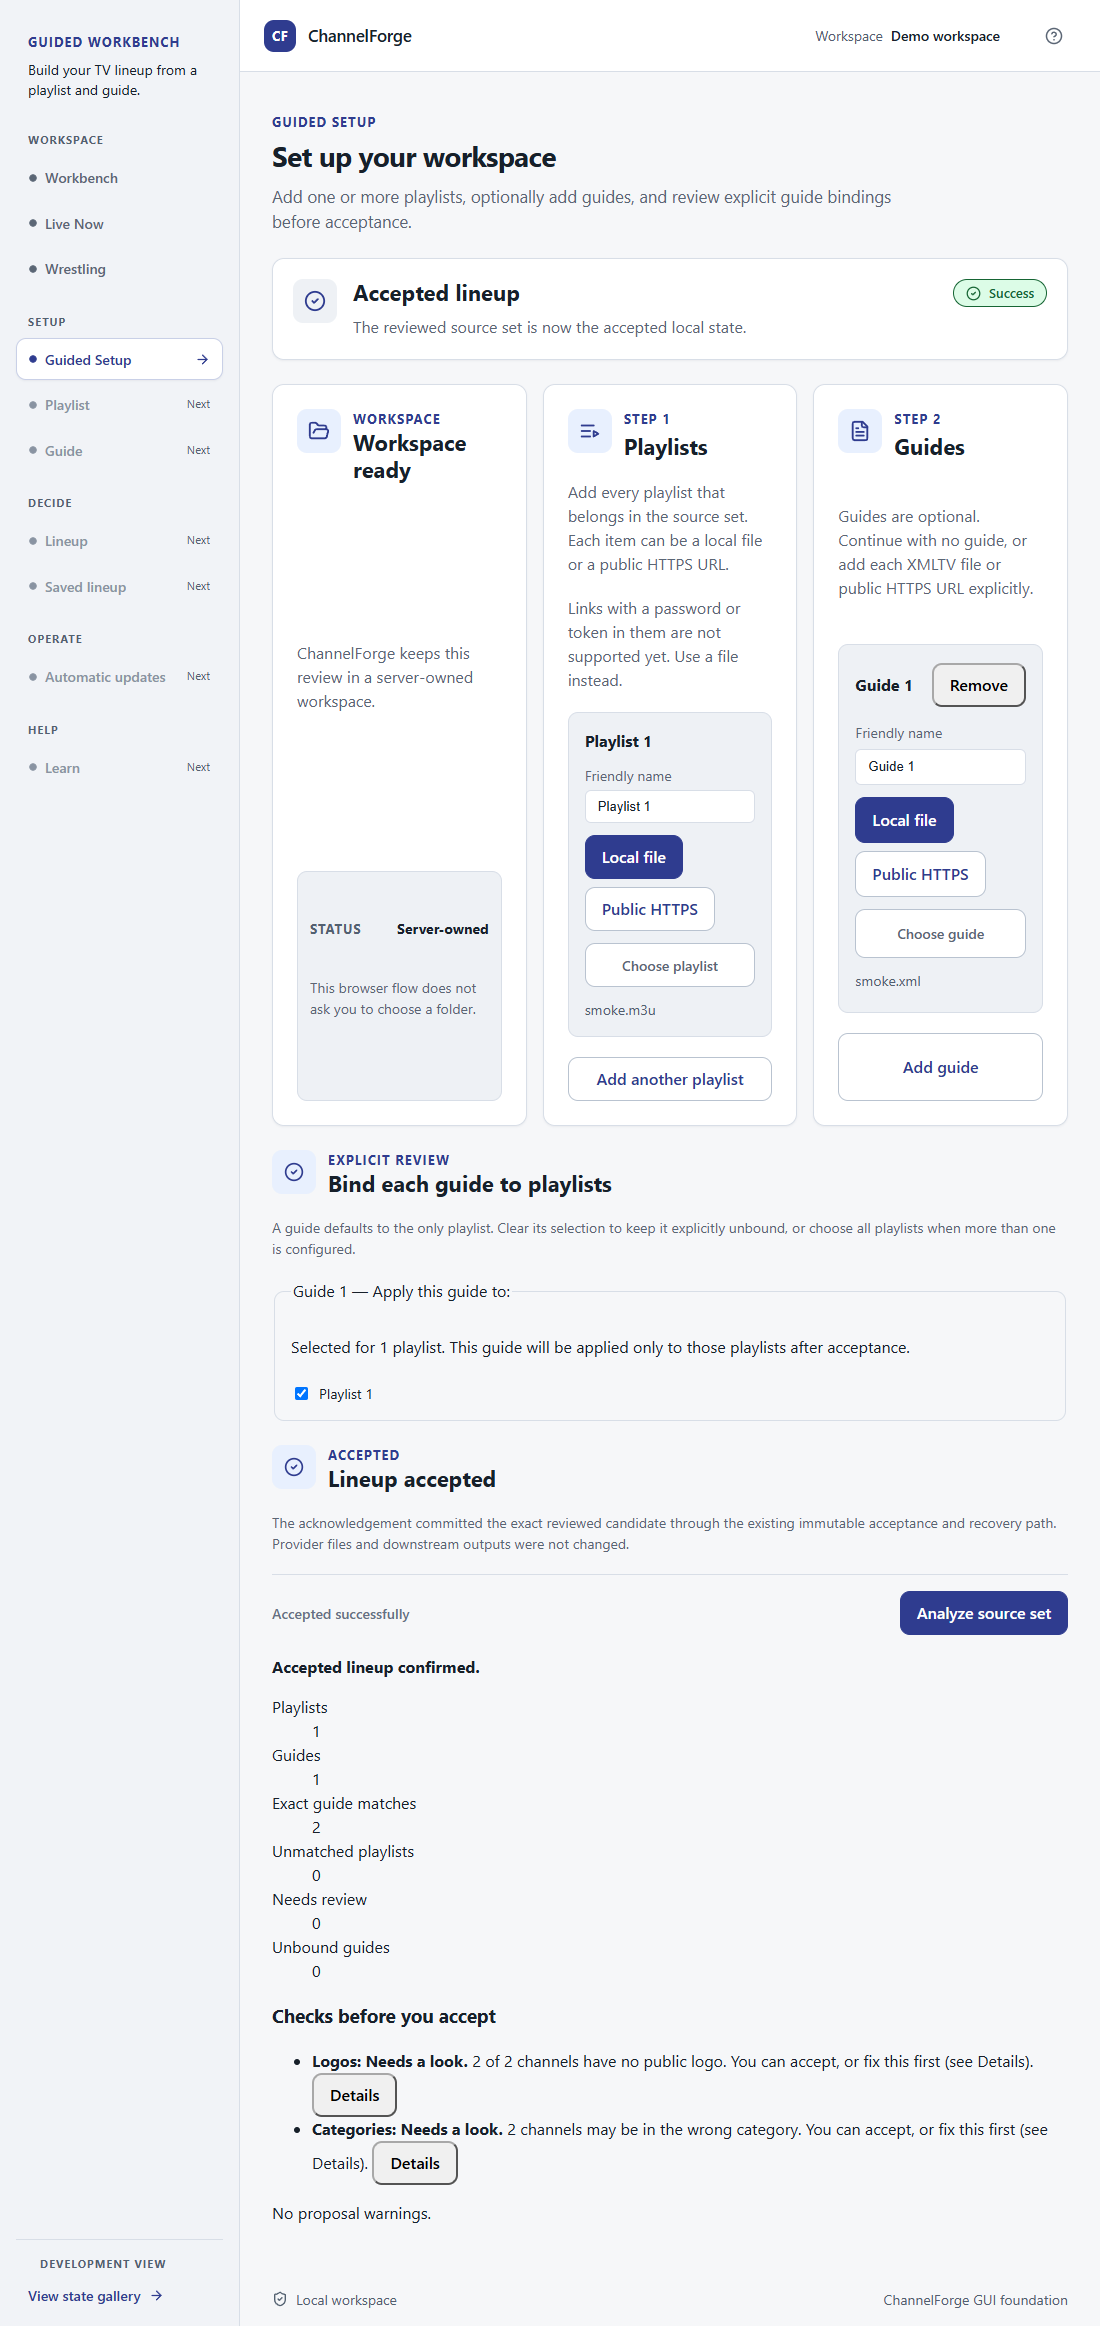 GUIDED WORKBENCH
Build your TV lineup from a
playlist and guide.
WORKSPACE
Workbench
Live Now
Wrestling
SETUP
Guided Setup
Playlist Next
Guide Next
DECIDE
Lineup Next
Saved lineup Next
OPERATE
Automatic updates Next
HELP
Learn Next
DEVELOPMENT VIEW
View state gallery
CF ChannelForge
Workspace Demo workspace
GUIDED SETUP
Set up your workspace
Add one or more playlists, optionally add guides, and review explicit guide bindings
before acceptance.
Accepted lineup
Success
The reviewed source set is now the accepted local state.
WORKSPACE
Workspace
ready
ChannelForge keeps this
review in a server-owned
workspace.
STATUS Server-owned
This browser flow does not
ask you to choose a folder.
STEP 1
Playlists
Add every playlist that
belongs in the source set.
Each item can be a local file
or a public HTTPS URL.
Links with a password or
token in them are not
supported yet. Use a file
instead.
Playlist 1
Friendly name
Playlist 1
Local file
Public HTTPS
Choose playlist
smoke.m3u
Add another playlist
STEP 2
Guides
Guides are optional.
Continue with no guide, or
add each XMLTV file or
public HTTPS URL explicitly.
Guide 1 Remove
Friendly name
Guide 1
Local file
Public HTTPS
Choose guide
smoke.xml
Add guide
EXPLICIT REVIEW
Bind each guide to playlists
A guide defaults to the only playlist. Clear its selection to keep it explicitly unbound, or choose all playlists when more than one
is configured.
Guide 1 — Apply this guide to:
Selected for 1 playlist. This guide will be applied only to those playlists after acceptance.
Playlist 1
ACCEPTED
Lineup accepted
The acknowledgement committed the exact reviewed candidate through the existing immutable acceptance and recovery path.
Provider files and downstream outputs were not changed.
Accepted successfully
Analyze source set
Accepted lineup confirmed.
Playlists
1
Guides
1
Exact guide matches
2
Unmatched playlists
0
Needs review
0
Unbound guides
0
Checks before you accept
Logos: Needs a look. 2 of 2 channels have no public logo. You can accept, or fix this first (see Details).
Details
Categories: Needs a look. 2 channels may be in the wrong category. You can accept, or fix this first (see
Details). Details
No proposal warnings.
Local workspace
ChannelForge GUI foundation